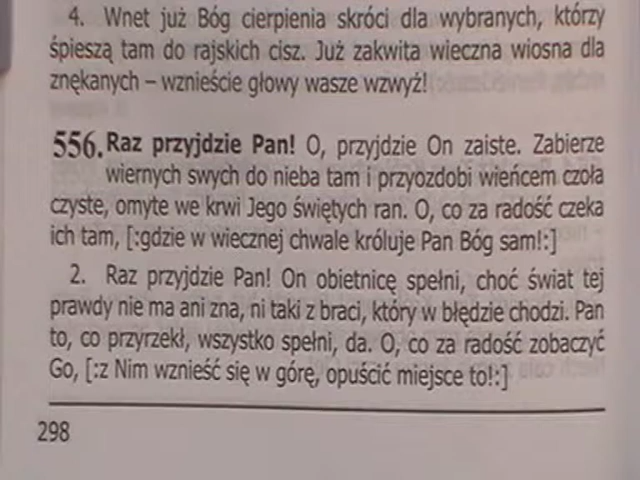 4. Wnet już Bóg cierpienia skróci dla wybranych, którzy
śpieszą tam do rajskich cisz. Już zakwita wieczna wiosna dla
znękanych – wznieście głowy wasze wzwyż!
556. Raz przyjdzie Pan! O, przyjdzie On zaiste. Zabierze
wiernych swych do nieba tam i przyozdobi wieńcem czoła
czyste, omyte we krwi Jego świętych ran. O, co za radość czeka
ich tam, [:gdzie w wiecznej chwale króluje Pan Bóg sam!:]
2. Raz przyjdzie Pan! On obietnicę spełni, choć świat tej
prawdy nie ma ani zna, ni taki z braci, który w błędzie chodzi. Pan
to, co przyrzekł, wszystko spełni, da. O, co za radość zobaczyć
Go, [:z Nim wznieść się w górę, opuścić miejsce to!:]
298